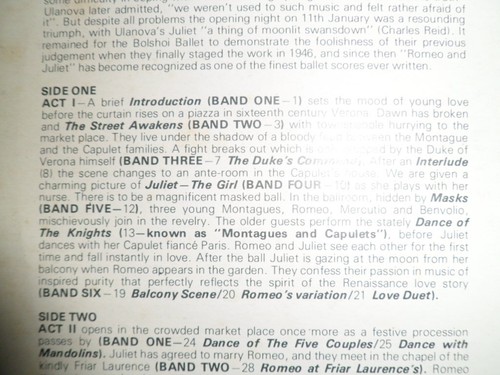 Ulanova later admitted, "we weren't used to such music and felt rather afraid of
it". But despite all problems the opening night on 11th January was a resounding
triumph, with Ulanova's Juliet "a thing of moonlit swansdown" (Charles Reid). It
remained for the Bolshoi Ballet to demonstrate the foolishness of their previous
judgement when they finally staged the work in 1946, and since then "Romeo and
Juliet" has become recognized as one of the finest ballet scores ever written.
SIDE ONE
ACT I–A brief Introduction (BAND ONE–1) sets the mood of young love
before the curtain rises on a piazza in sixteenth century Verona. Dawn has broken
and The Street Awakens (BAND TWO–3) with townspeople hurrying to the
market place. They live under the shadow of a bloody feud between the Montague
and the Capulet families. A fight breaks out which is stopped by the Duke of
Verona himself (BAND THREE–7 The Duke's Command). After an Interlude
(8) the scene changes to an ante-room in the Capulet's house. We are given a
charming picture of Juliet–The Girl (BAND FOUR–10) as she plays with her
nurse. There is to be a magnificent masked ball. In the ballroom, hidden by Masks
(BAND FIVE–12), three young Montagues, Romeo, Mercutio and Benvolio,
mischievously join in the revelry. The older guests perform the stately Dance of
The Knights (13–known as "Montagues and Capulets"), before Juliet
dances with her Capulet fiancé Paris. Romeo and Juliet see each other for the first
time and fall instantly in love. After the ball Juliet is gazing at the moon from her
balcony when Romeo appears in the garden. They confess their passion in music of
inspired purity that perfectly reflects the spirit of the Renaissance love story
(BAND SIX–19 Balcony Scene/20 Romeo's variation/21 Love Duet).
SIDE TWO
ACT II opens in the crowded market place once more as a festive procession
passes by (BAND ONE–24 Dance of The Five Couples/25 Dance with
Mandolins). Juliet has agreed to marry Romeo, and they meet in the chapel of the
kindly Friar Laurence (BAND TWO–28 Romeo at Friar Laurence's). Romeo